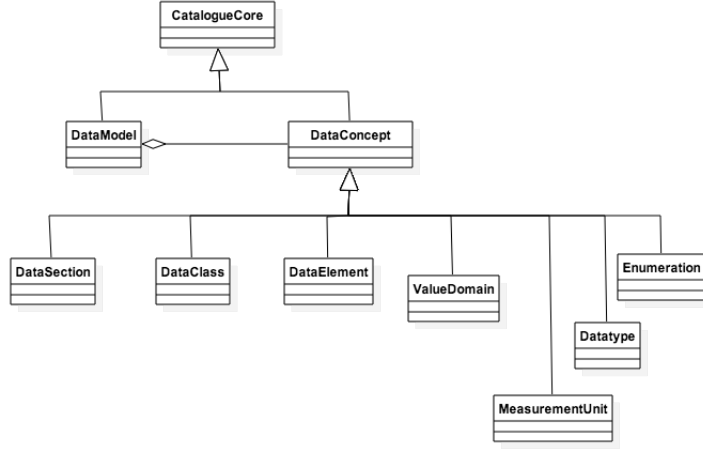 CatalogueCore
DataModel
DataConcept
DataSection
DataClass
DataElement
ValueDomain
Enumeration
Datatype
MeasurementUnit